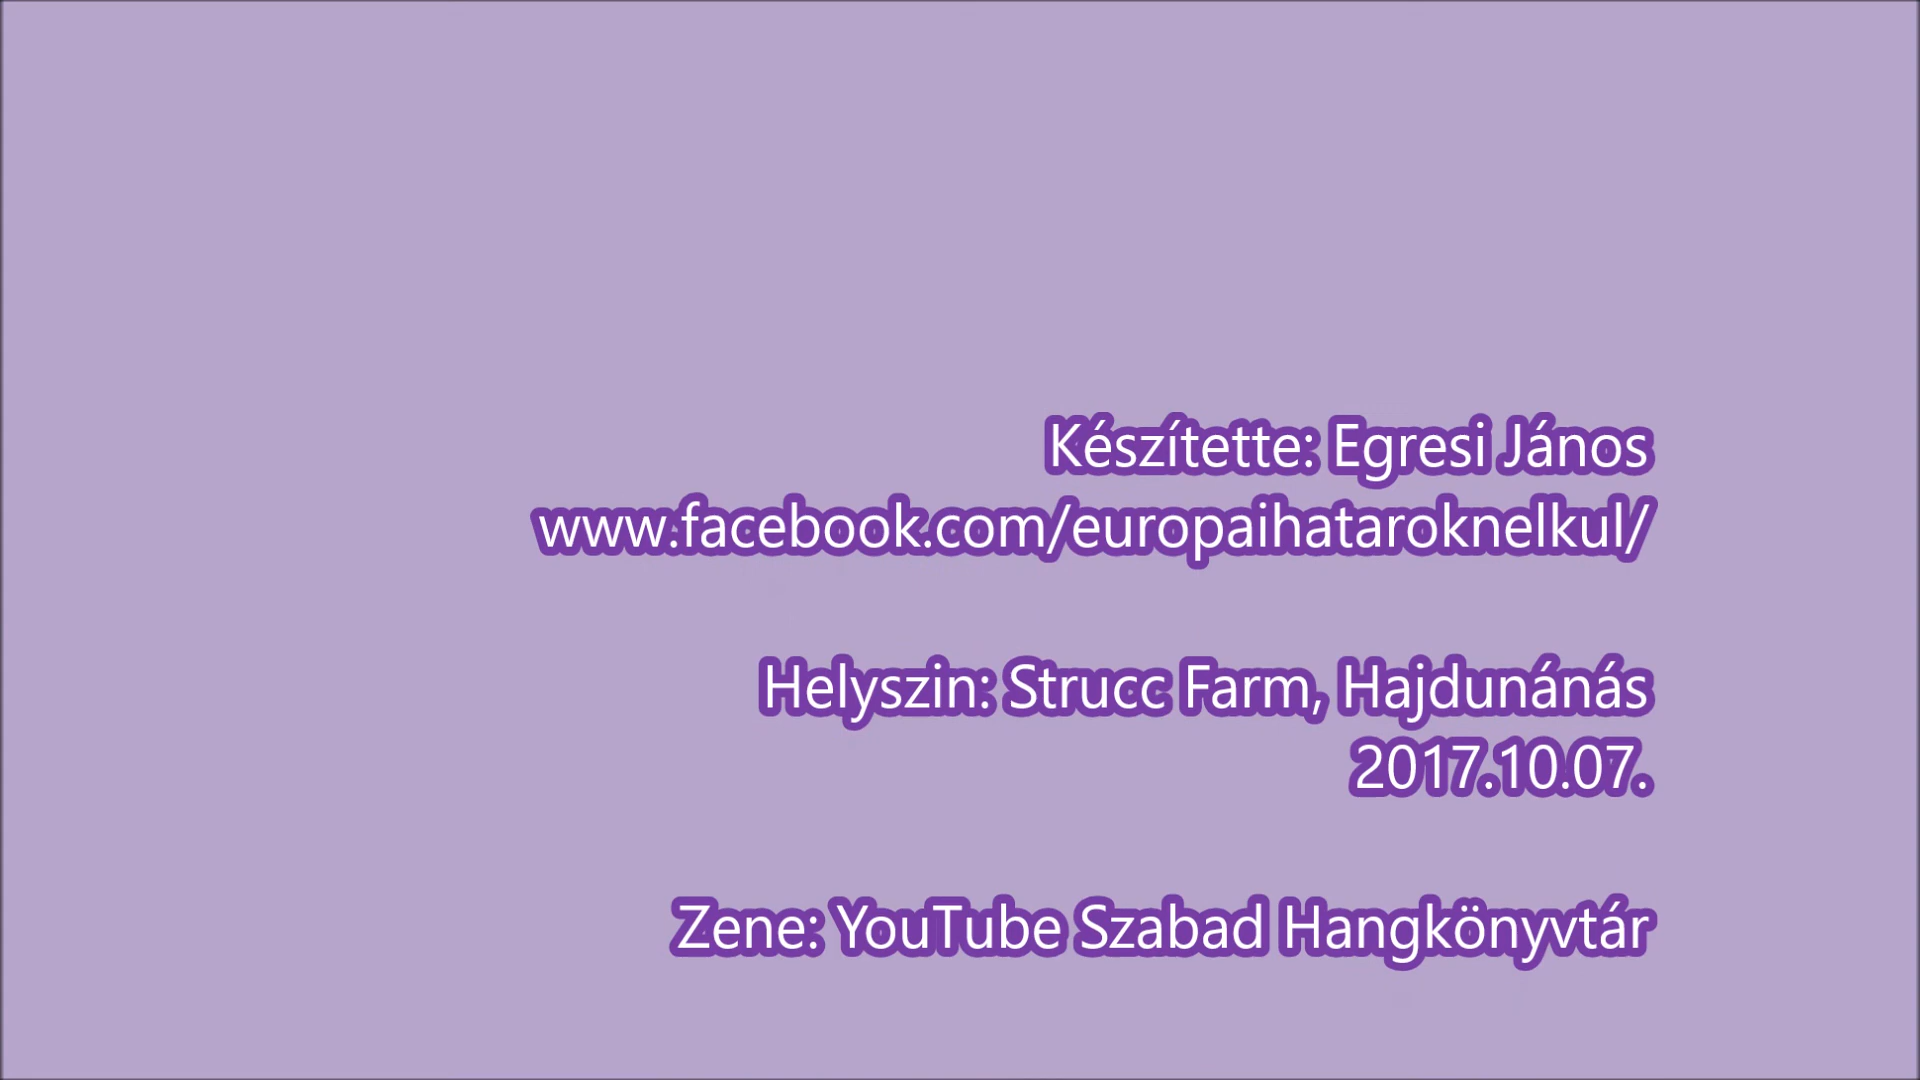 Készítette: Egresi János
www.facebook.com/europaihataroknelkul/
Helyszin: Strucc Farm, Hajdunánás
2017.10.07.
Zene: YouTube Szabad Hangkönyvtár